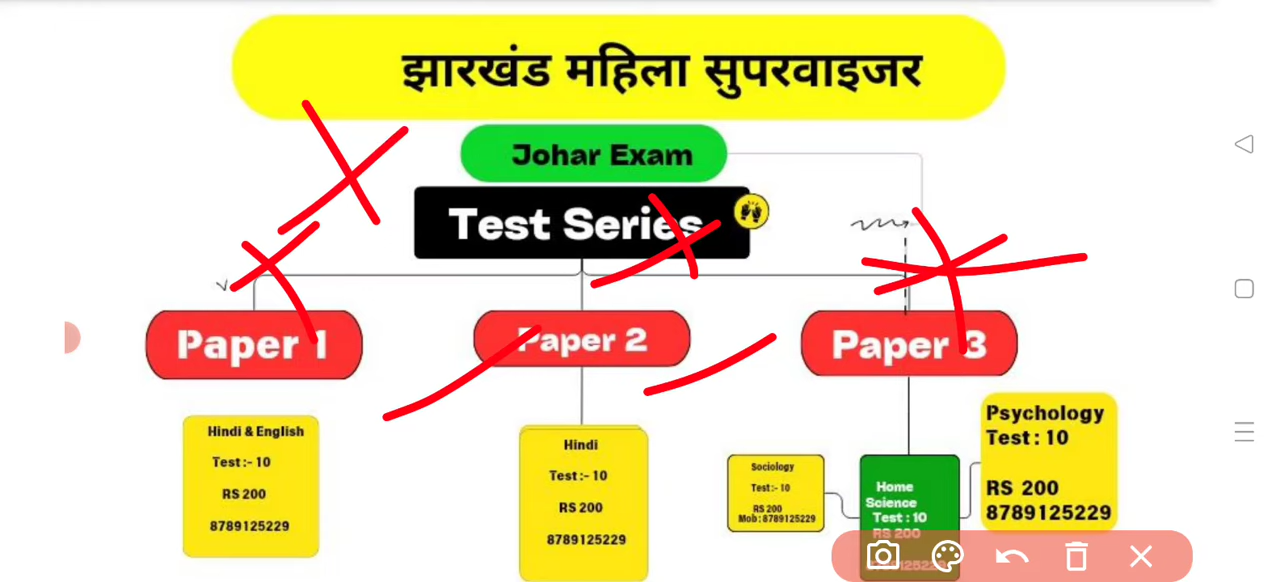 झारखंड महिला सुपरवाइजर
Johar Exam
Test Series
Paper 1
Paper 2
Paper 3
Hindi & English
Test :- 10
RS 200
8789125229
Hindi
Test :- 10
RS 200
8789125229
Sociology
Test :- 10
RS 200
Mob: 8789125229
Home
Science
Test : 10
RS 200
Psychology
Test : 10
RS 200
8789125229